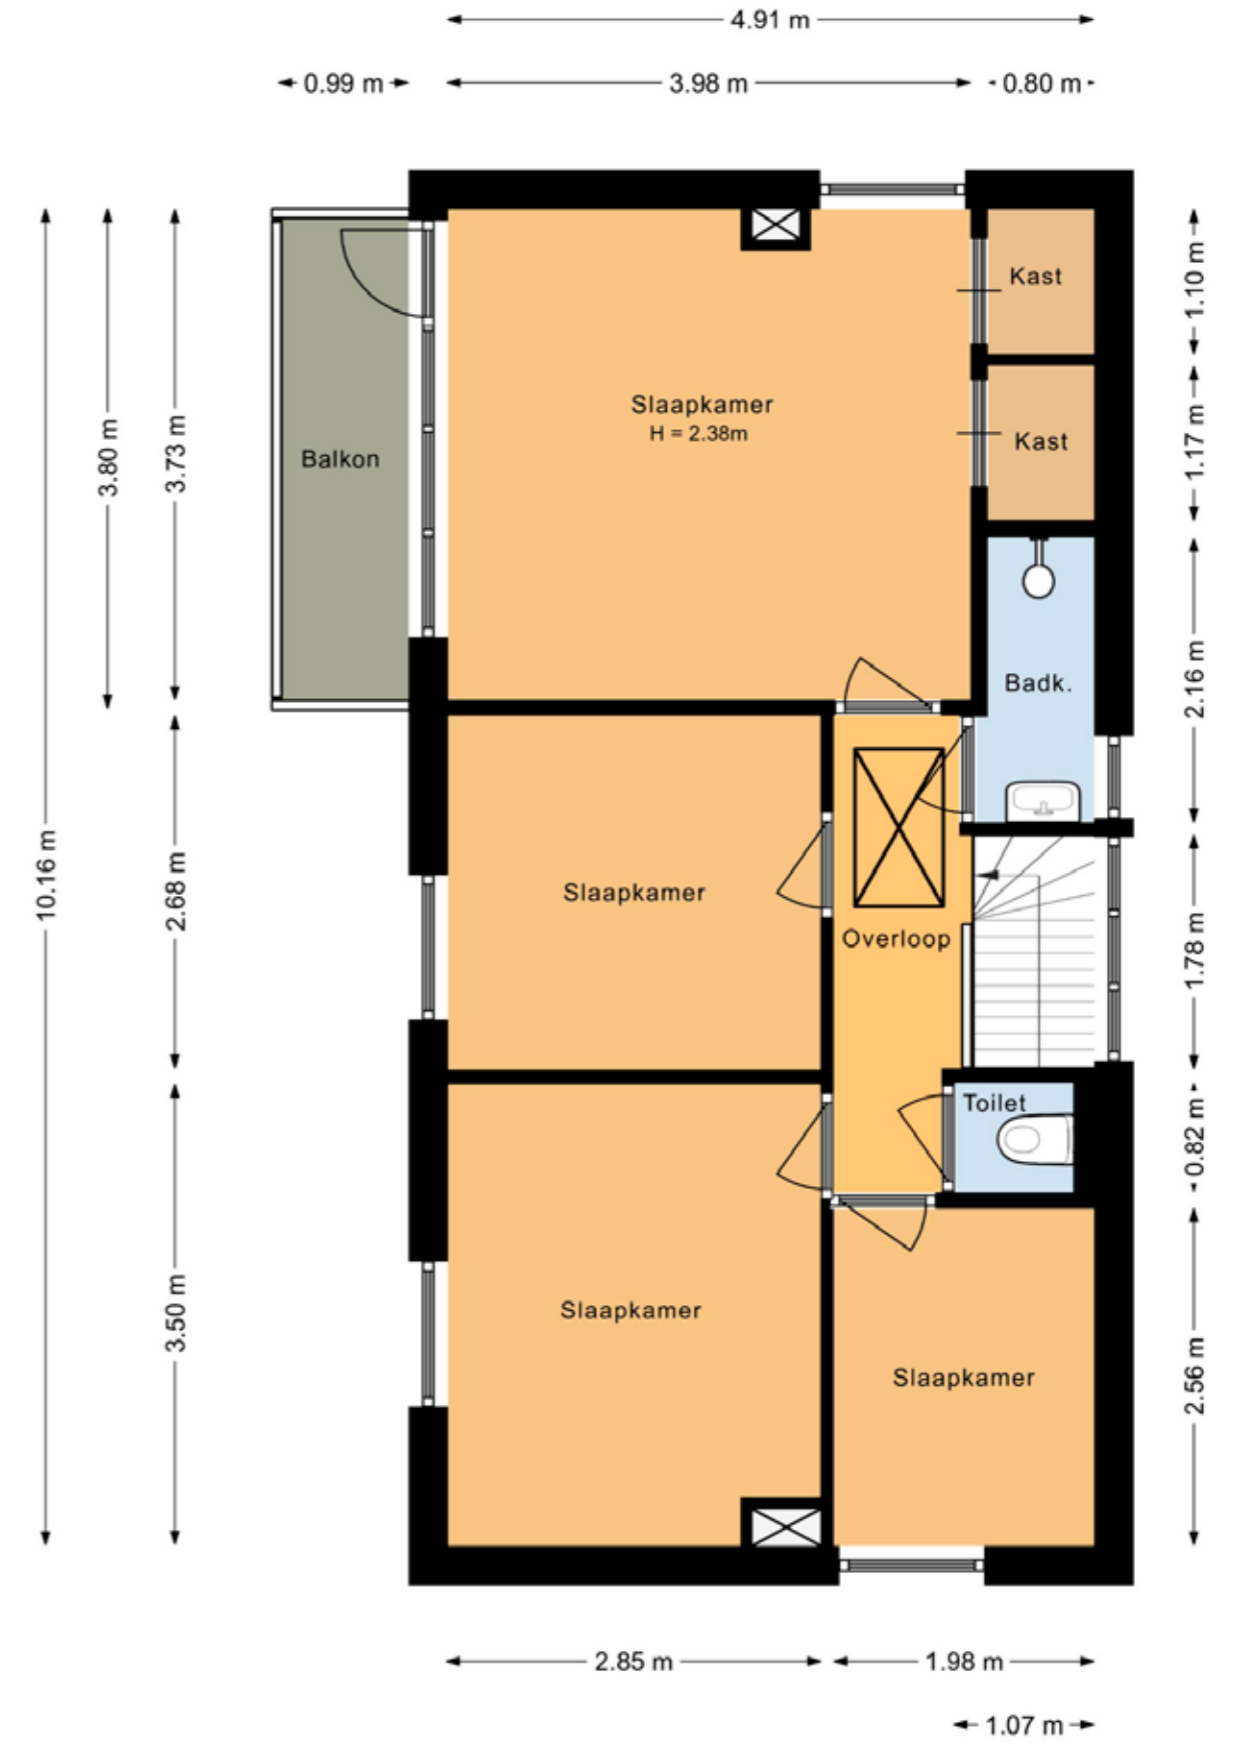 4.91 m
0.99 m
3.98 m
0.80 m
Kast
1.10 m
Slaapkamer
H = 2.38m
Kast
1.17 m
Balkon
3.80 m
3.73 m
Badk.
2.16 m
10.16 m
2.68 m
Slaapkamer
Overloop
1.78 m
Toilet
0.82 m
3.50 m
Slaapkamer
Slaapkamer
2.56 m
2.85 m
1.98 m
1.07 m